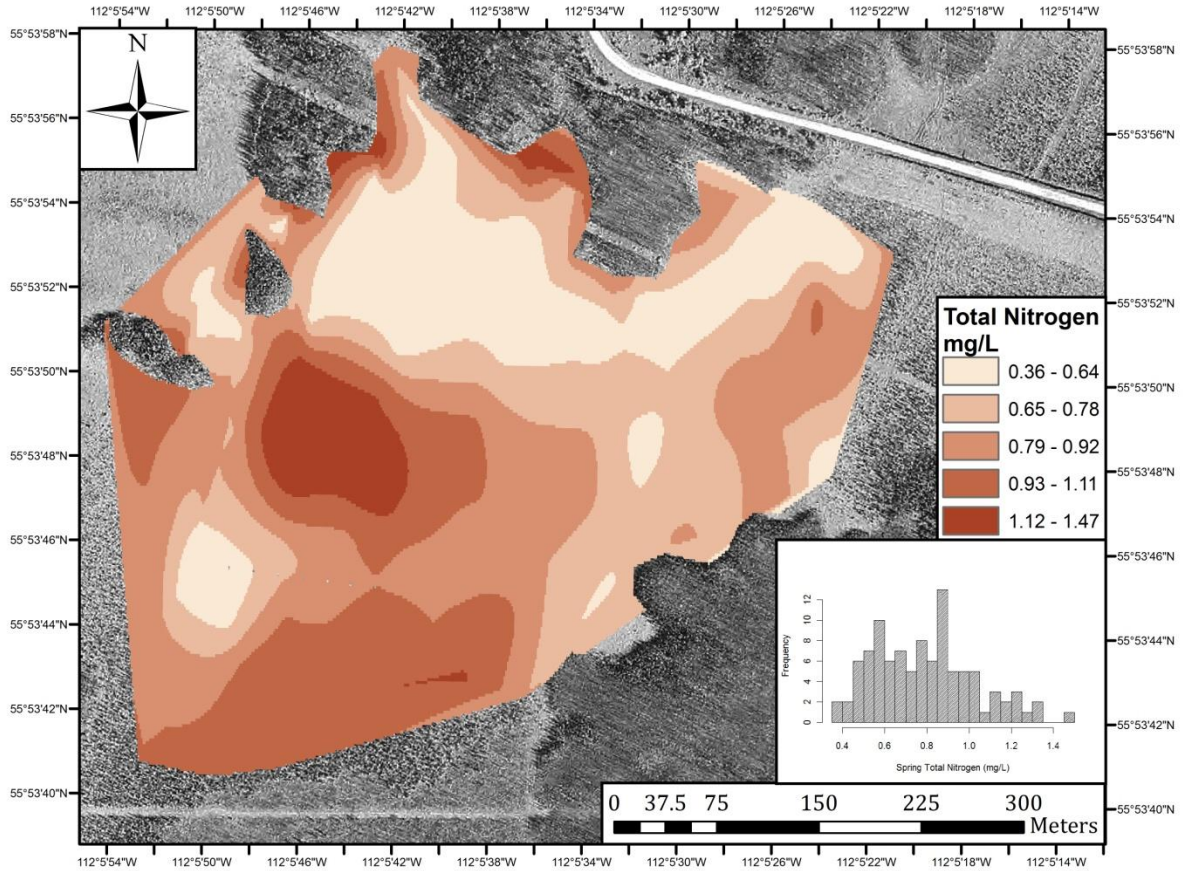 112°5'54"W 112°5'50"W 112°5'46"W 112°5'42"W 112°5'38"W 112°5'34"W 112°5'30"W 112°5'26"W 112°5'22"W 112°5'18"W 112°5'14"W
N
55°53'58"N
55°53'56"N
55°53'54"N
55°53'52"N
55°53'50"N
55°53'48"N
55°53'46"N
55°53'44"N
55°53'42"N
55°53'40"N
55°53'58"N
55°53'56"N
55°53'54"N
55°53'52"N
55°53'50"N
55°53'48"N
55°53'46"N
55°53'44"N
55°53'42"N
55°53'40"N
Total Nitrogen
mg/L
0.36 - 0.64
0.65 - 0.78
0.79 - 0.92
0.93 - 1.11
1.12 - 1.47
Frequency
12
10
8
6
4
2
0
0.4 0.6 0.8 1.0 1.2 1.4
Spring Total Nitrogen (mg/L)
0 37.5 75 150 225 300
Meters
112°5'54"W 112°5'50"W 112°5'46"W 112°5'42"W 112°5'38"W 112°5'34"W 112°5'30"W 112°5'26"W 112°5'22"W 112°5'18"W 112°5'14"W